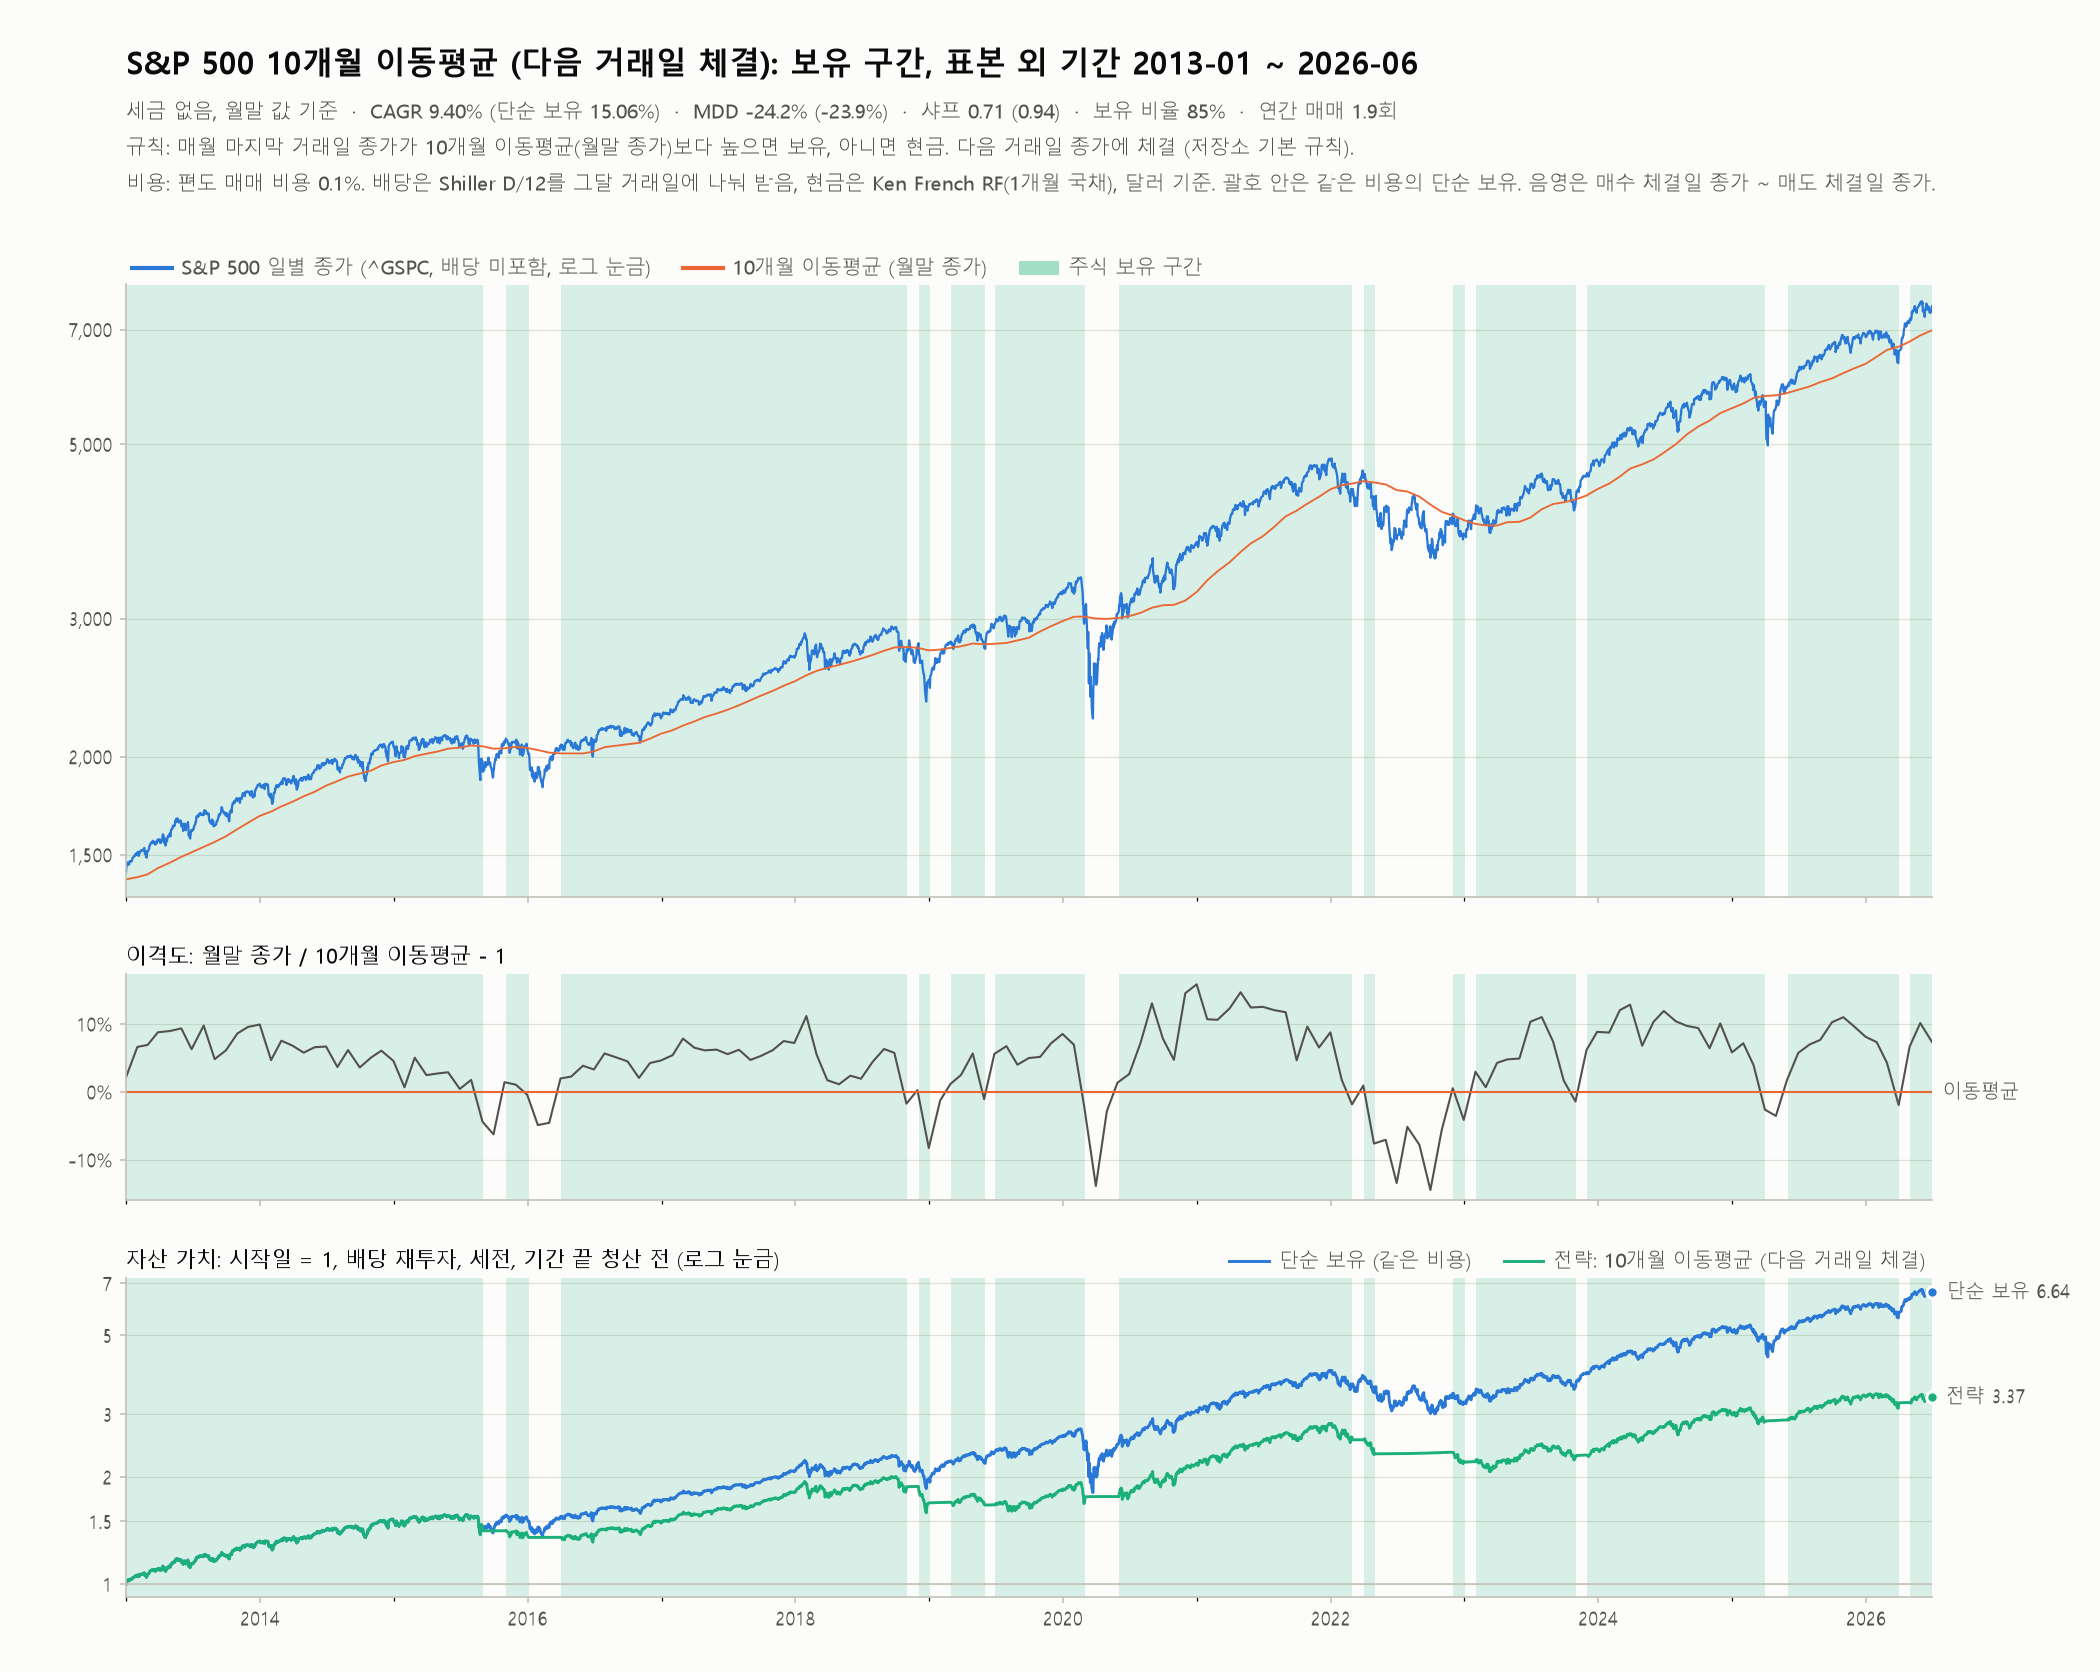 S&P 500 10개월 이동평균 (다음 거래일 체결): 보유 구간, 표본 외 기간 2013-01 ~ 2026-06
세금 없음, 월말 값 기준 · CAGR 9.40% (단순 보유 15.06%) · MDD -24.2% (-23.9%) · 샤프 0.71 (0.94) · 보유 비율 85% · 연간 매매 1.9회
규칙: 매월 마지막 거래일 종가가 10개월 이동평균(월말 종가)보다 높으면 보유, 아니면 현금. 다음 거래일 종가에 체결 (저장소 기본 규칙).
비용: 편도 매매 비용 0.1%. 배당은 Shiller D/12를 그달 거래일에 나눠 받음, 현금은 Ken French RF(1개월 국채), 달러 기준. 괄호 안은 같은 비용의 단순 보유. 음영은 매수 체결일 종가 ~ 매도 체결일 종가.
S&P 500 일별 종가 (^GSPC, 배당 미포함, 로그 눈금) 10개월 이동평균 (월말 종가) 주식 보유 구간
7,000
5,000
3,000
2,000
1,500
이격도: 월말 종가 / 10개월 이동평균 - 1
10%
0%
-10%
이동평균
자산 가치: 시작일 = 1, 배당 재투자, 세전, 기간 끝 청산 전 (로그 눈금)
단순 보유 (같은 비용) 전략: 10개월 이동평균 (다음 거래일 체결)
7
5
3
2
1.5
1
단순 보유 6.64
전략 3.37
2014 2016 2018 2020 2022 2024 2026